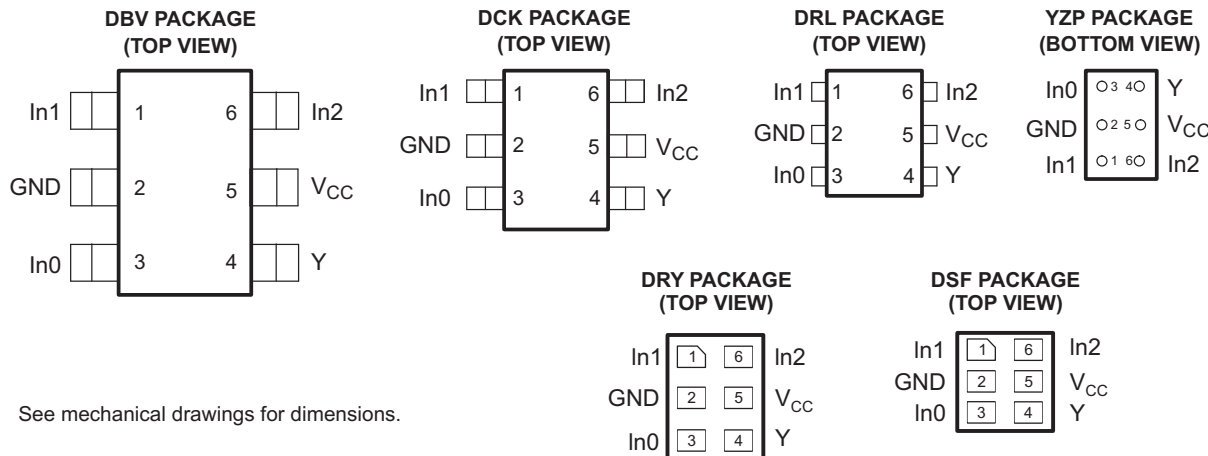 DBV PACKAGE
(TOP VIEW)
In1 1 6 In2
GND 2 5 VCC
In0 3 4 Y
DCK PACKAGE
(TOP VIEW)
In1 1 6 In2
GND 2 5 VCC
In0 3 4 Y
DRL PACKAGE
(TOP VIEW)
In1 1 6 In2
GND 2 5 VCC
In0 3 4 Y
YZP PACKAGE
(BOTTOM VIEW)
In0 3 4 Y
GND 2 5 VCC
In1 1 6 In2
DRY PACKAGE
(TOP VIEW)
In1 1 6 In2
GND 2 5 VCC
In0 3 4 Y
DSF PACKAGE
(TOP VIEW)
In1 1 6 In2
GND 2 5 VCC
In0 3 4 Y
See mechanical drawings for dimensions.